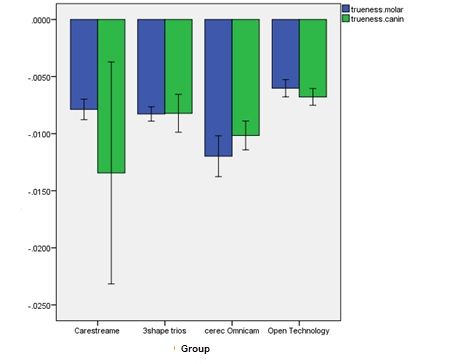 trueness.molar
trueness.canin
.0000
-.0050
-.0100
-.0150
-.0200
-.0250
Carestreame 3shape trios cerec Omnicam Open Technology
Group